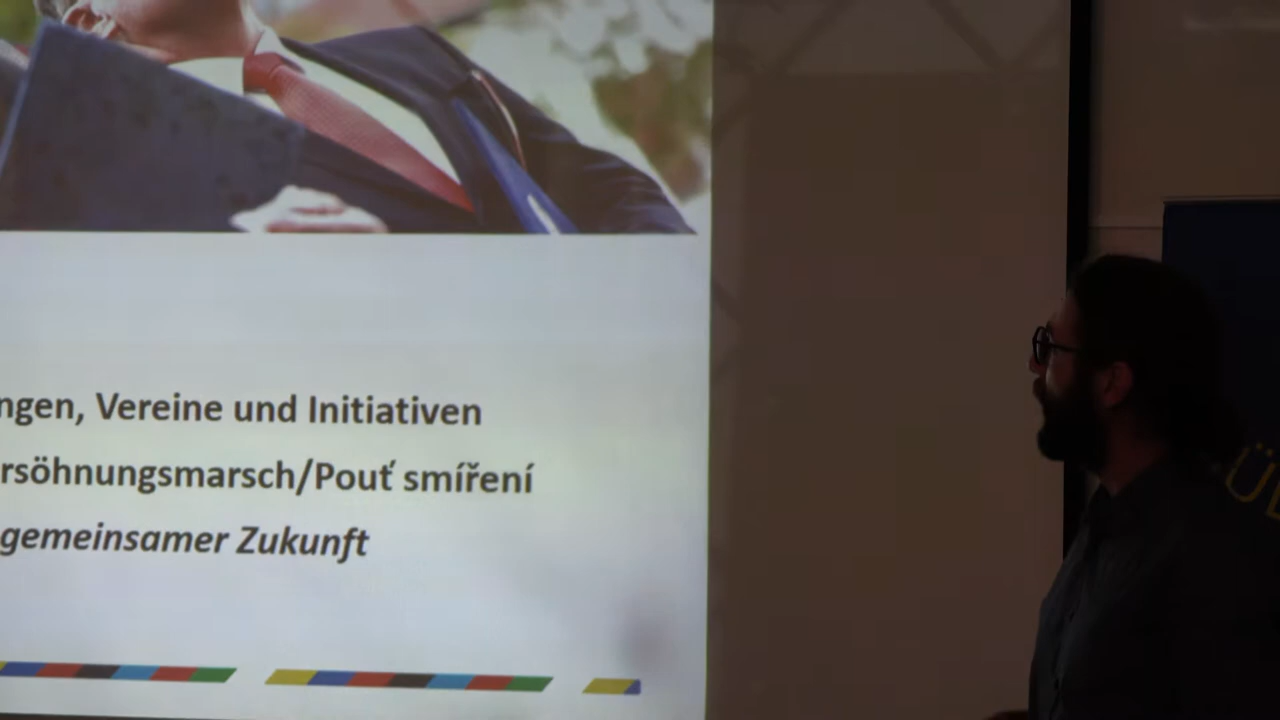 ngen, Vereine und Initiativen
rsöhnungsmarsch/Pouť smíření
gemeinsamer Zukunft